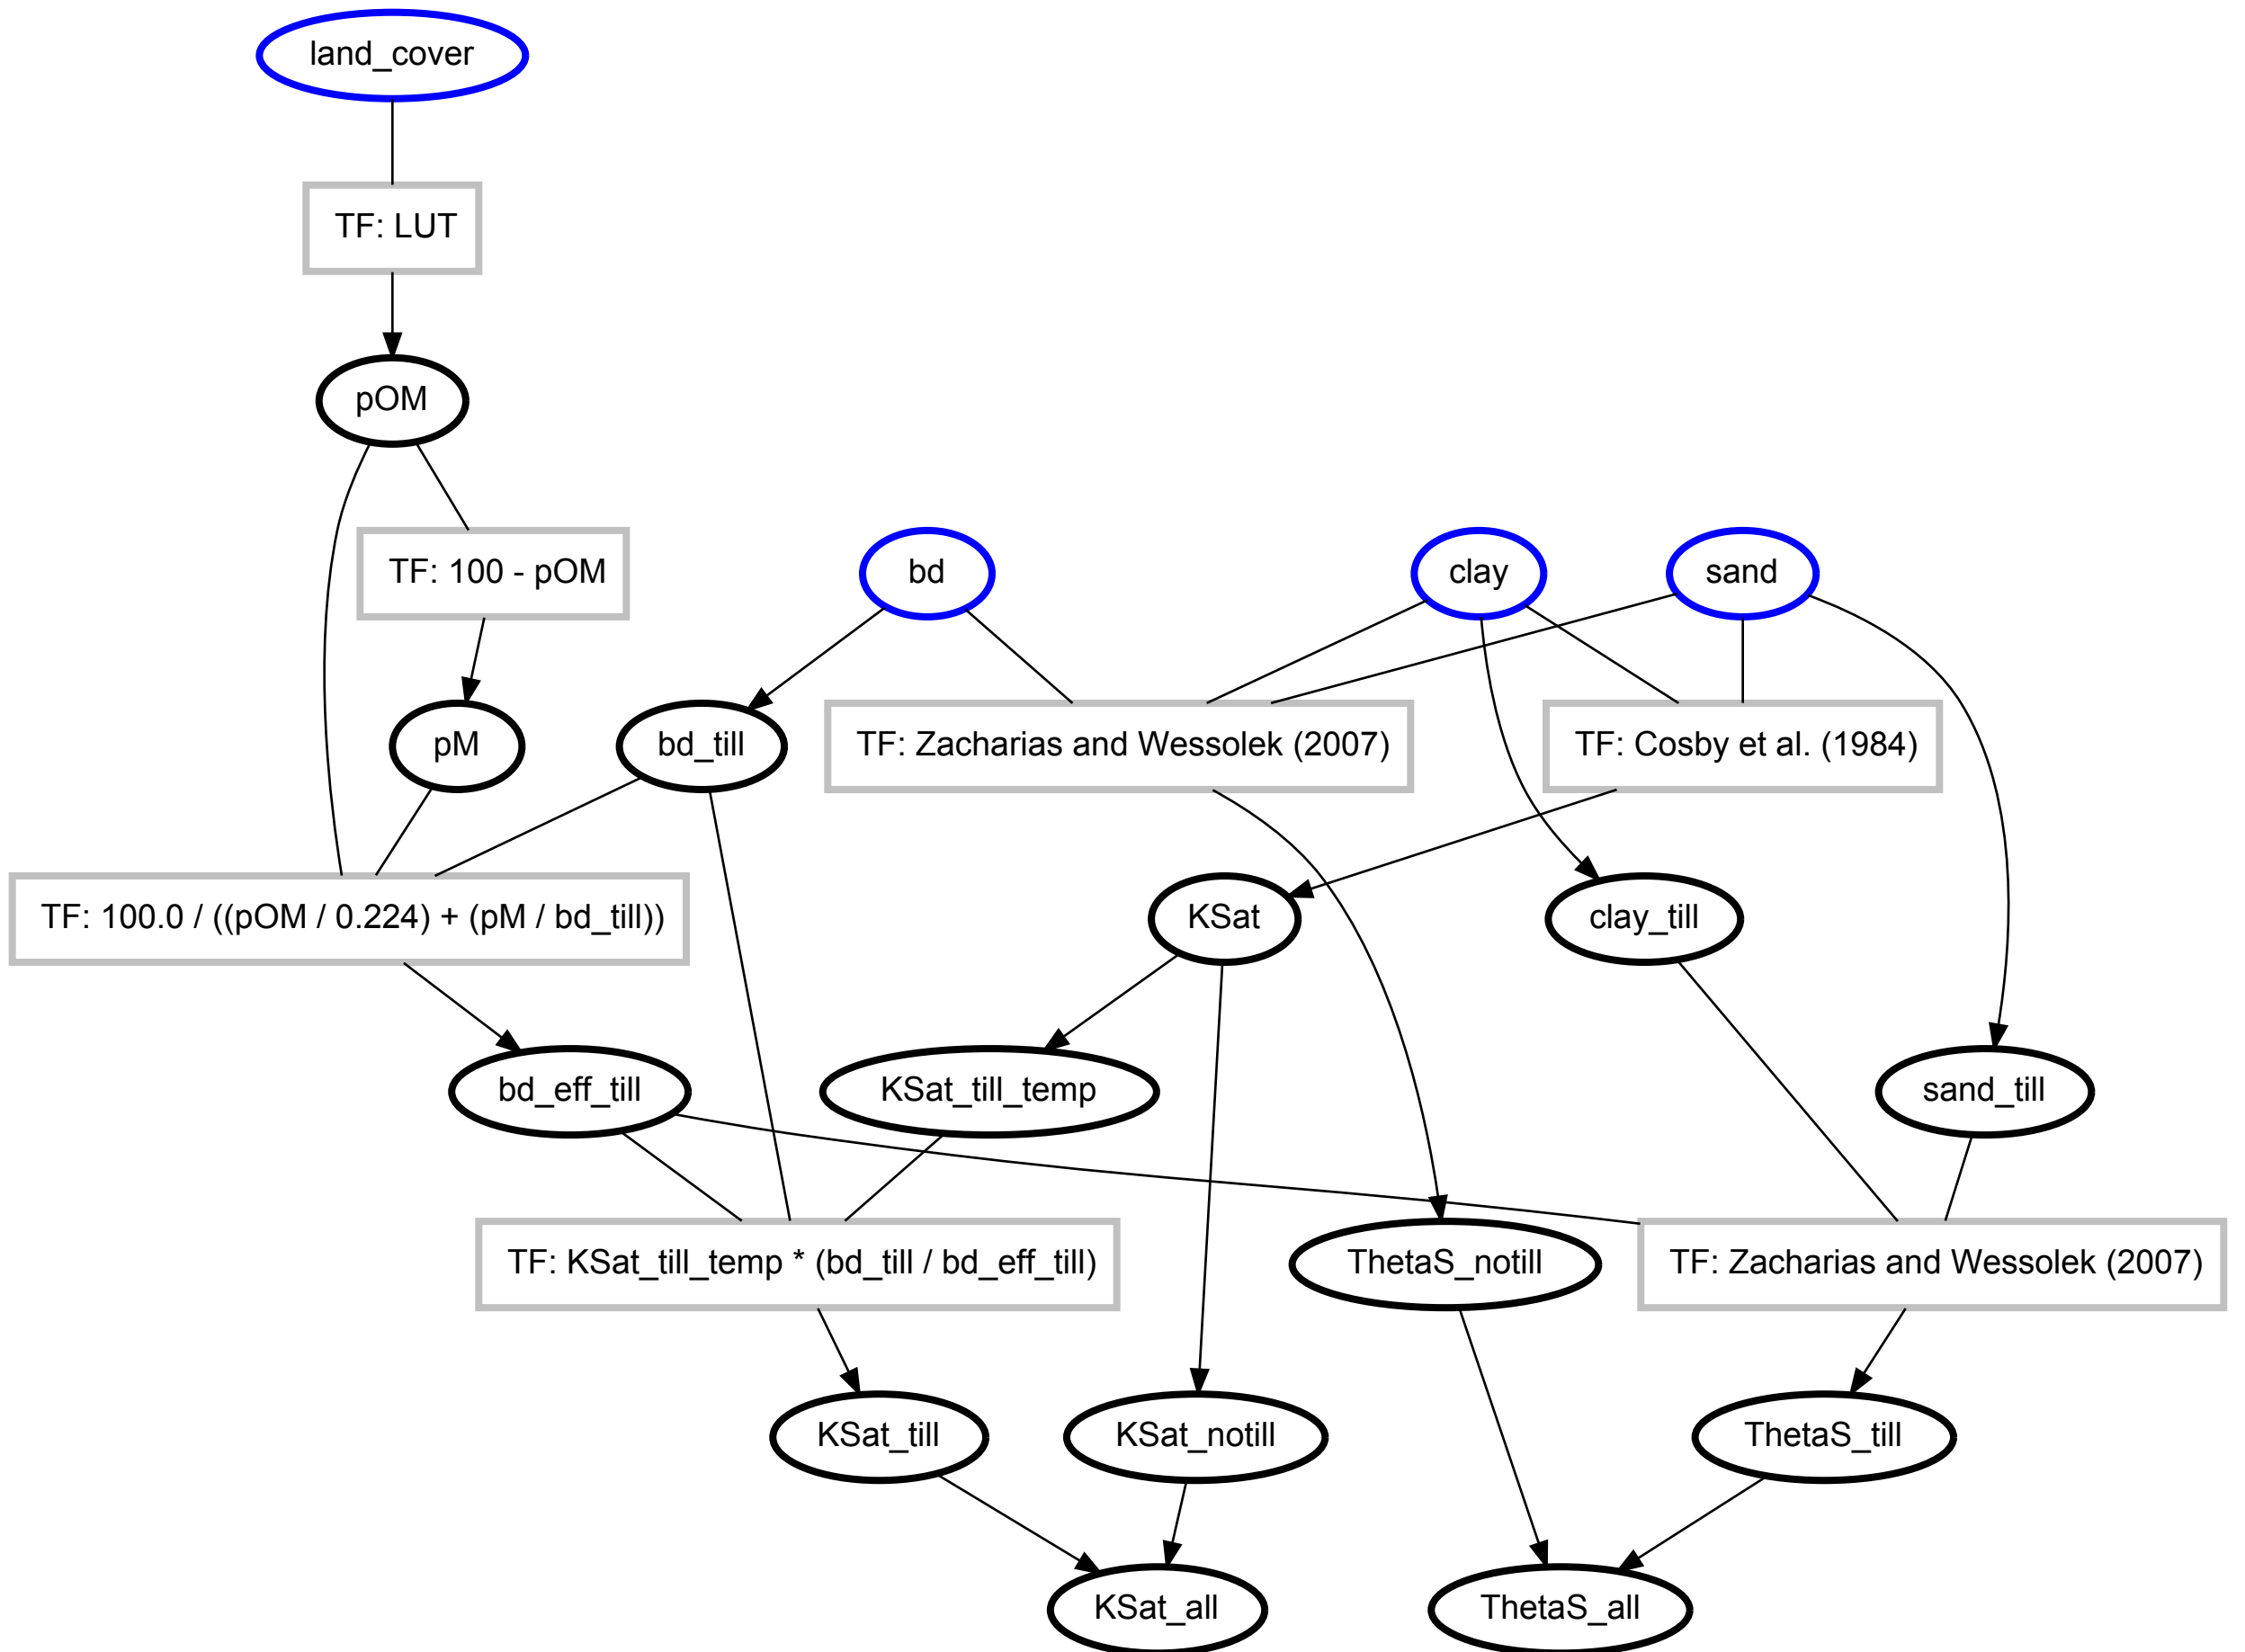 land_cover
TF: LUT
pOM
TF: 100 - pOM
bd
clay
sand
pM
bd_till
TF: Zacharias and Wessolek (2007)
TF: Cosby et al. (1984)
TF: 100.0 / ((pOM / 0.224) + (pM / bd_till))
KSat
clay_till
bd_eff_till
KSat_till_temp
sand_till
TF: KSat_till_temp * (bd_till / bd_eff_till)
ThetaS_notill
TF: Zacharias and Wessolek (2007)
KSat_till
KSat_notill
ThetaS_till
KSat_all
ThetaS_all